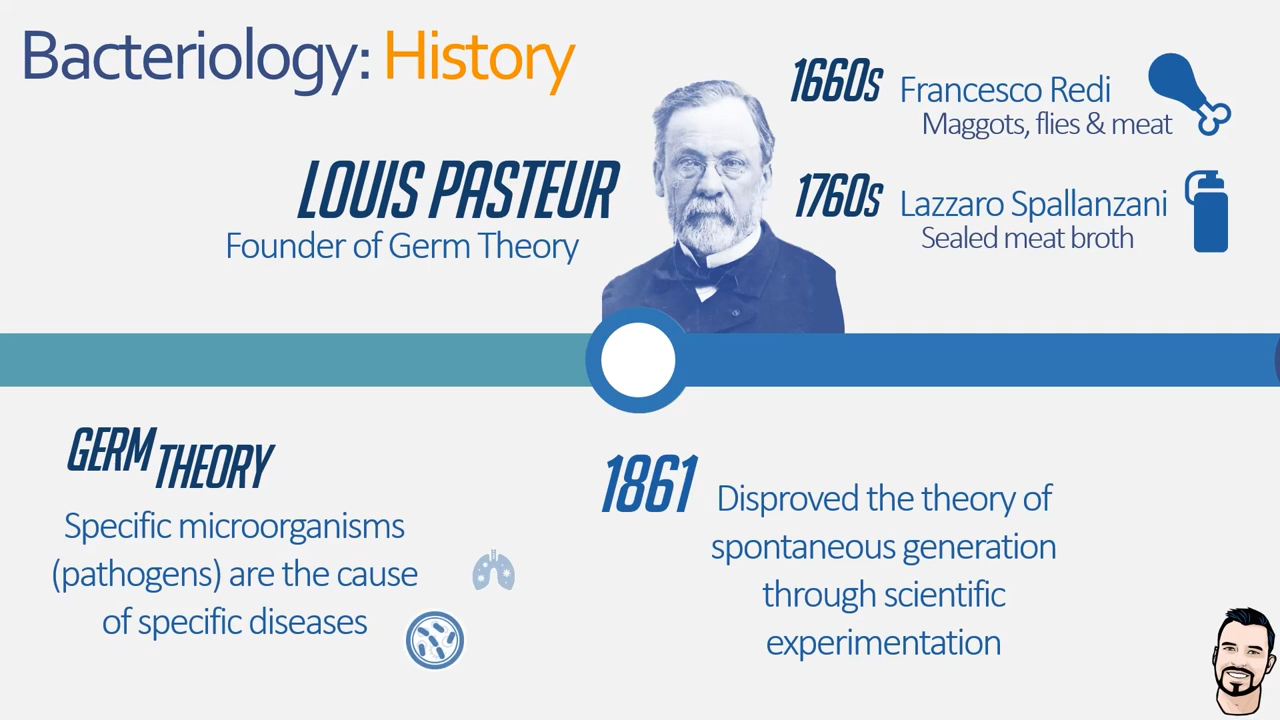 Bacteriology: History
LOUIS PASTEUR
Founder of Germ Theory
1660s Francesco Redi
Maggots, flies & meat
1760s Lazzaro Spallanzani
Sealed meat broth
GERM THEORY
Specific microorganisms
(pathogens) are the cause
of specific diseases
1861 Disproved the theory of
spontaneous generation
through scientific
experimentation